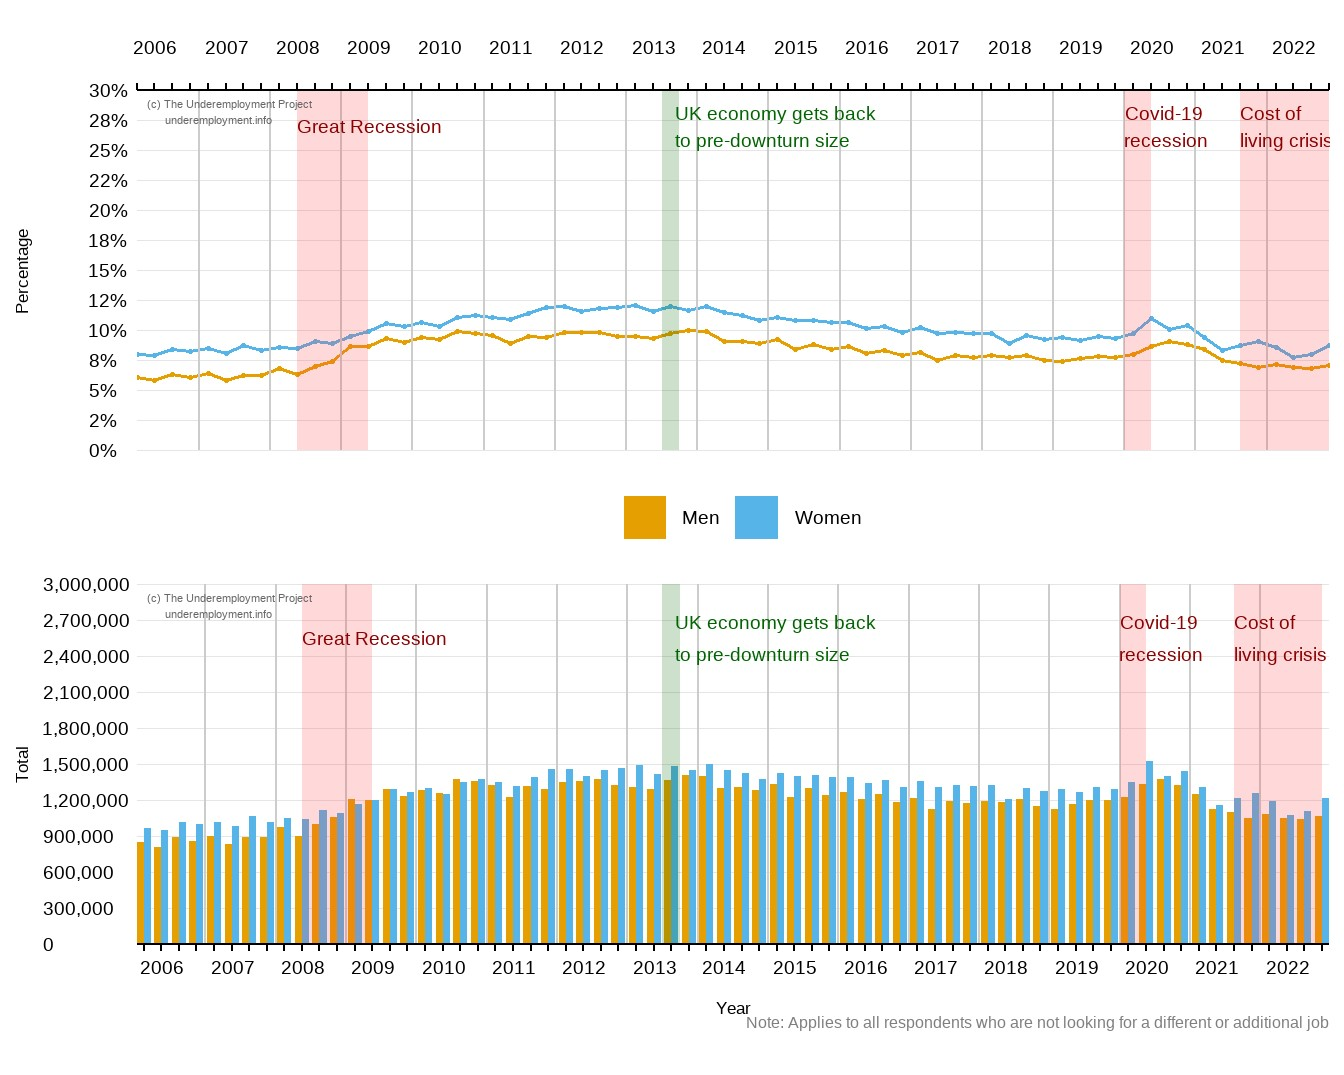 2006 2007 2008 2009 2010 2011 2012 2013 2014 2015 2016 2017 2018 2019 2020 2021 2022
30%
(c) The Underemployment Project
underemployment.info
Great Recession
UK economy gets back
to pre-downturn size
Covid-19
recession
Cost of
living crisis
28%
25%
22%
20%
18%
15%
12%
10%
8%
5%
2%
0%
Percentage
Men Women
3,000,000
(c) The Underemployment Project
underemployment.info
Great Recession
UK economy gets back
to pre-downturn size
Covid-19
recession
Cost of
living crisis
2,700,000
2,400,000
2,100,000
1,800,000
1,500,000
1,200,000
900,000
600,000
300,000
0
Total
2006 2007 2008 2009 2010 2011 2012 2013 2014 2015 2016 2017 2018 2019 2020 2021 2022
Year
Note: Applies to all respondents who are not looking for a different or additional job